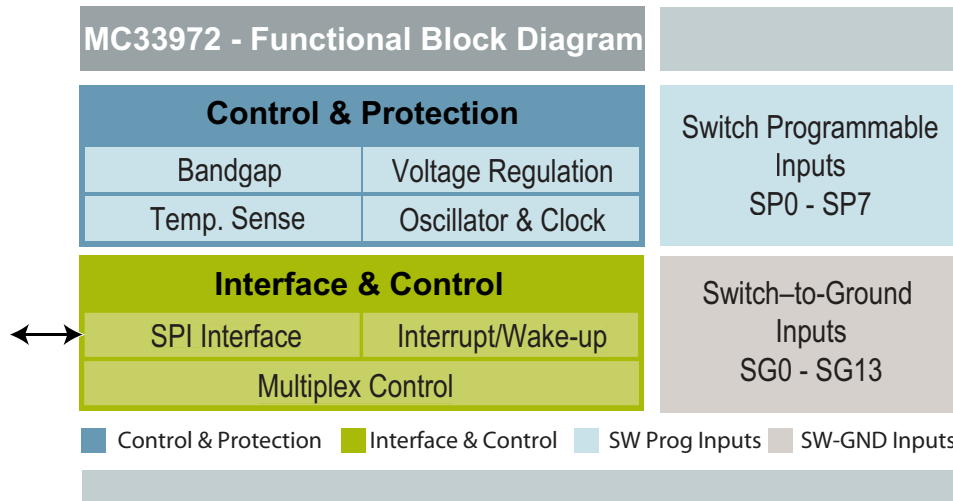 MC33972 - Functional Block Diagram
Control & Protection
Bandgap
Voltage Regulation
Temp. Sense
Oscillator & Clock
Switch Programmable
Inputs
SP0 - SP7
Interface & Control
SPI Interface
Interrupt/Wake-up
Multiplex Control
Switch–to-Ground
Inputs
SG0 - SG13
Control & Protection
Interface & Control
SW Prog Inputs
SW-GND Inputs